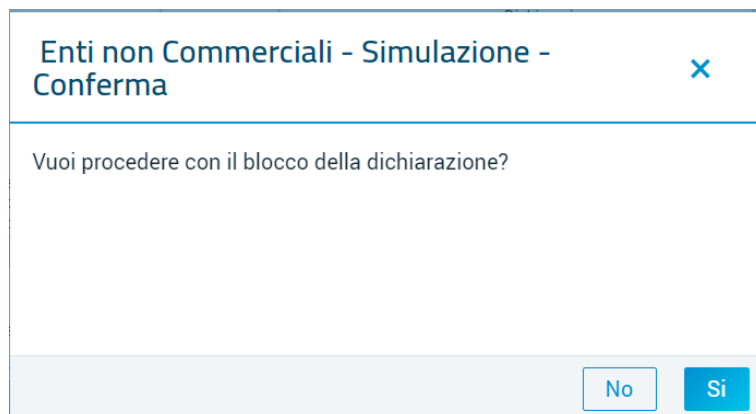 Enti non Commerciali - Simulazione -
Conferma
Vuoi procedere con il blocco della dichiarazione?
No
Si